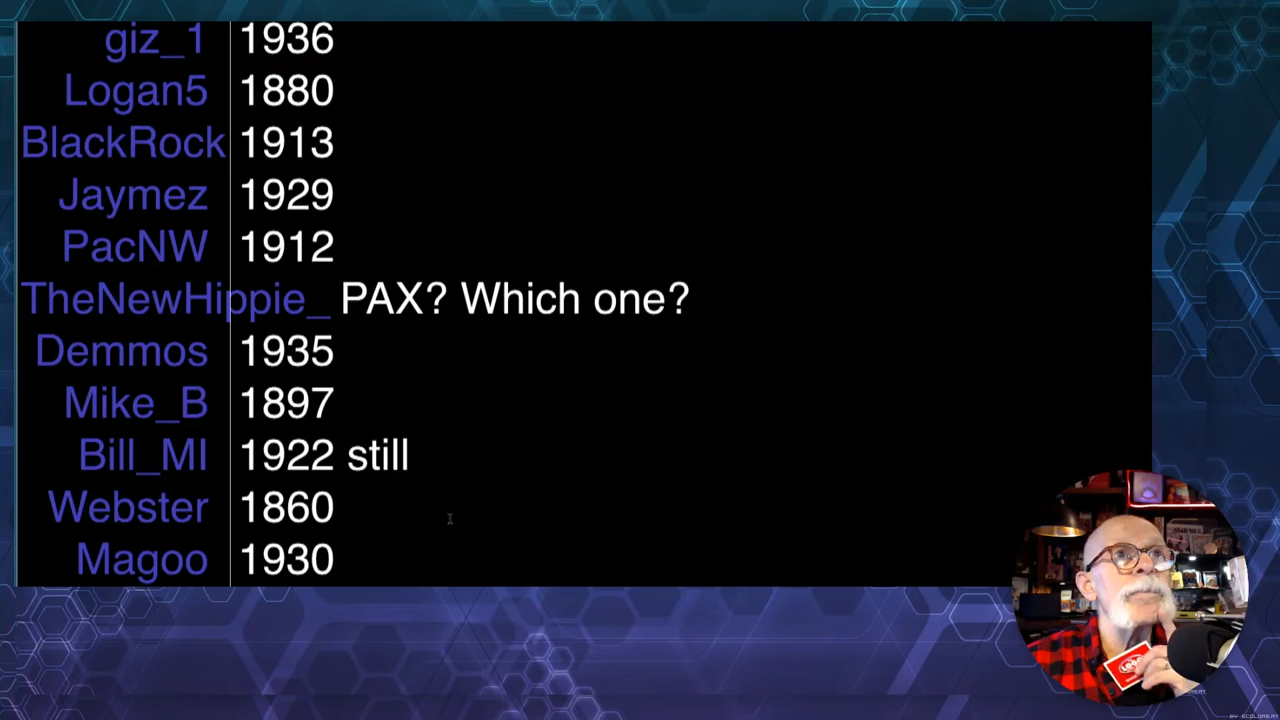 giz_1 1936
Logan5 1880
BlackRock 1913
Jaymez 1929
PacNW 1912
TheNewHippie_ PAX? Which one?
Demmos 1935
Mike_B 1897
Bill_MI 1922 still
Webster 1860
Magoo 1930